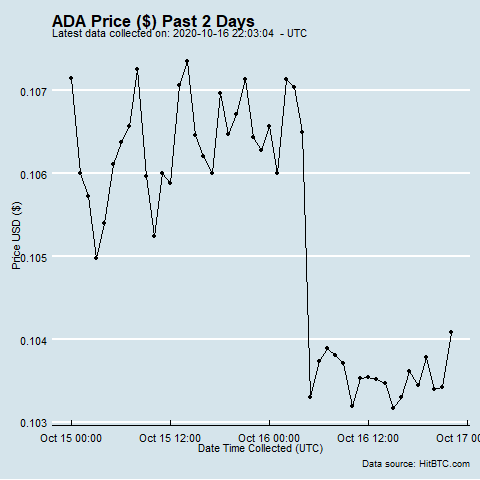 ADA Price ($) Past 2 Days
Latest data collected on: 2020-10-16 22:03:04  - UTC
0.107
0.106
0.105
0.104
0.103
Price USD ($)
Oct 15 00:00
Oct 15 12:00
Oct 16 00:00
Oct 16 12:00
Oct 17 00
Date Time Collected (UTC)
Data source: HitBTC.com